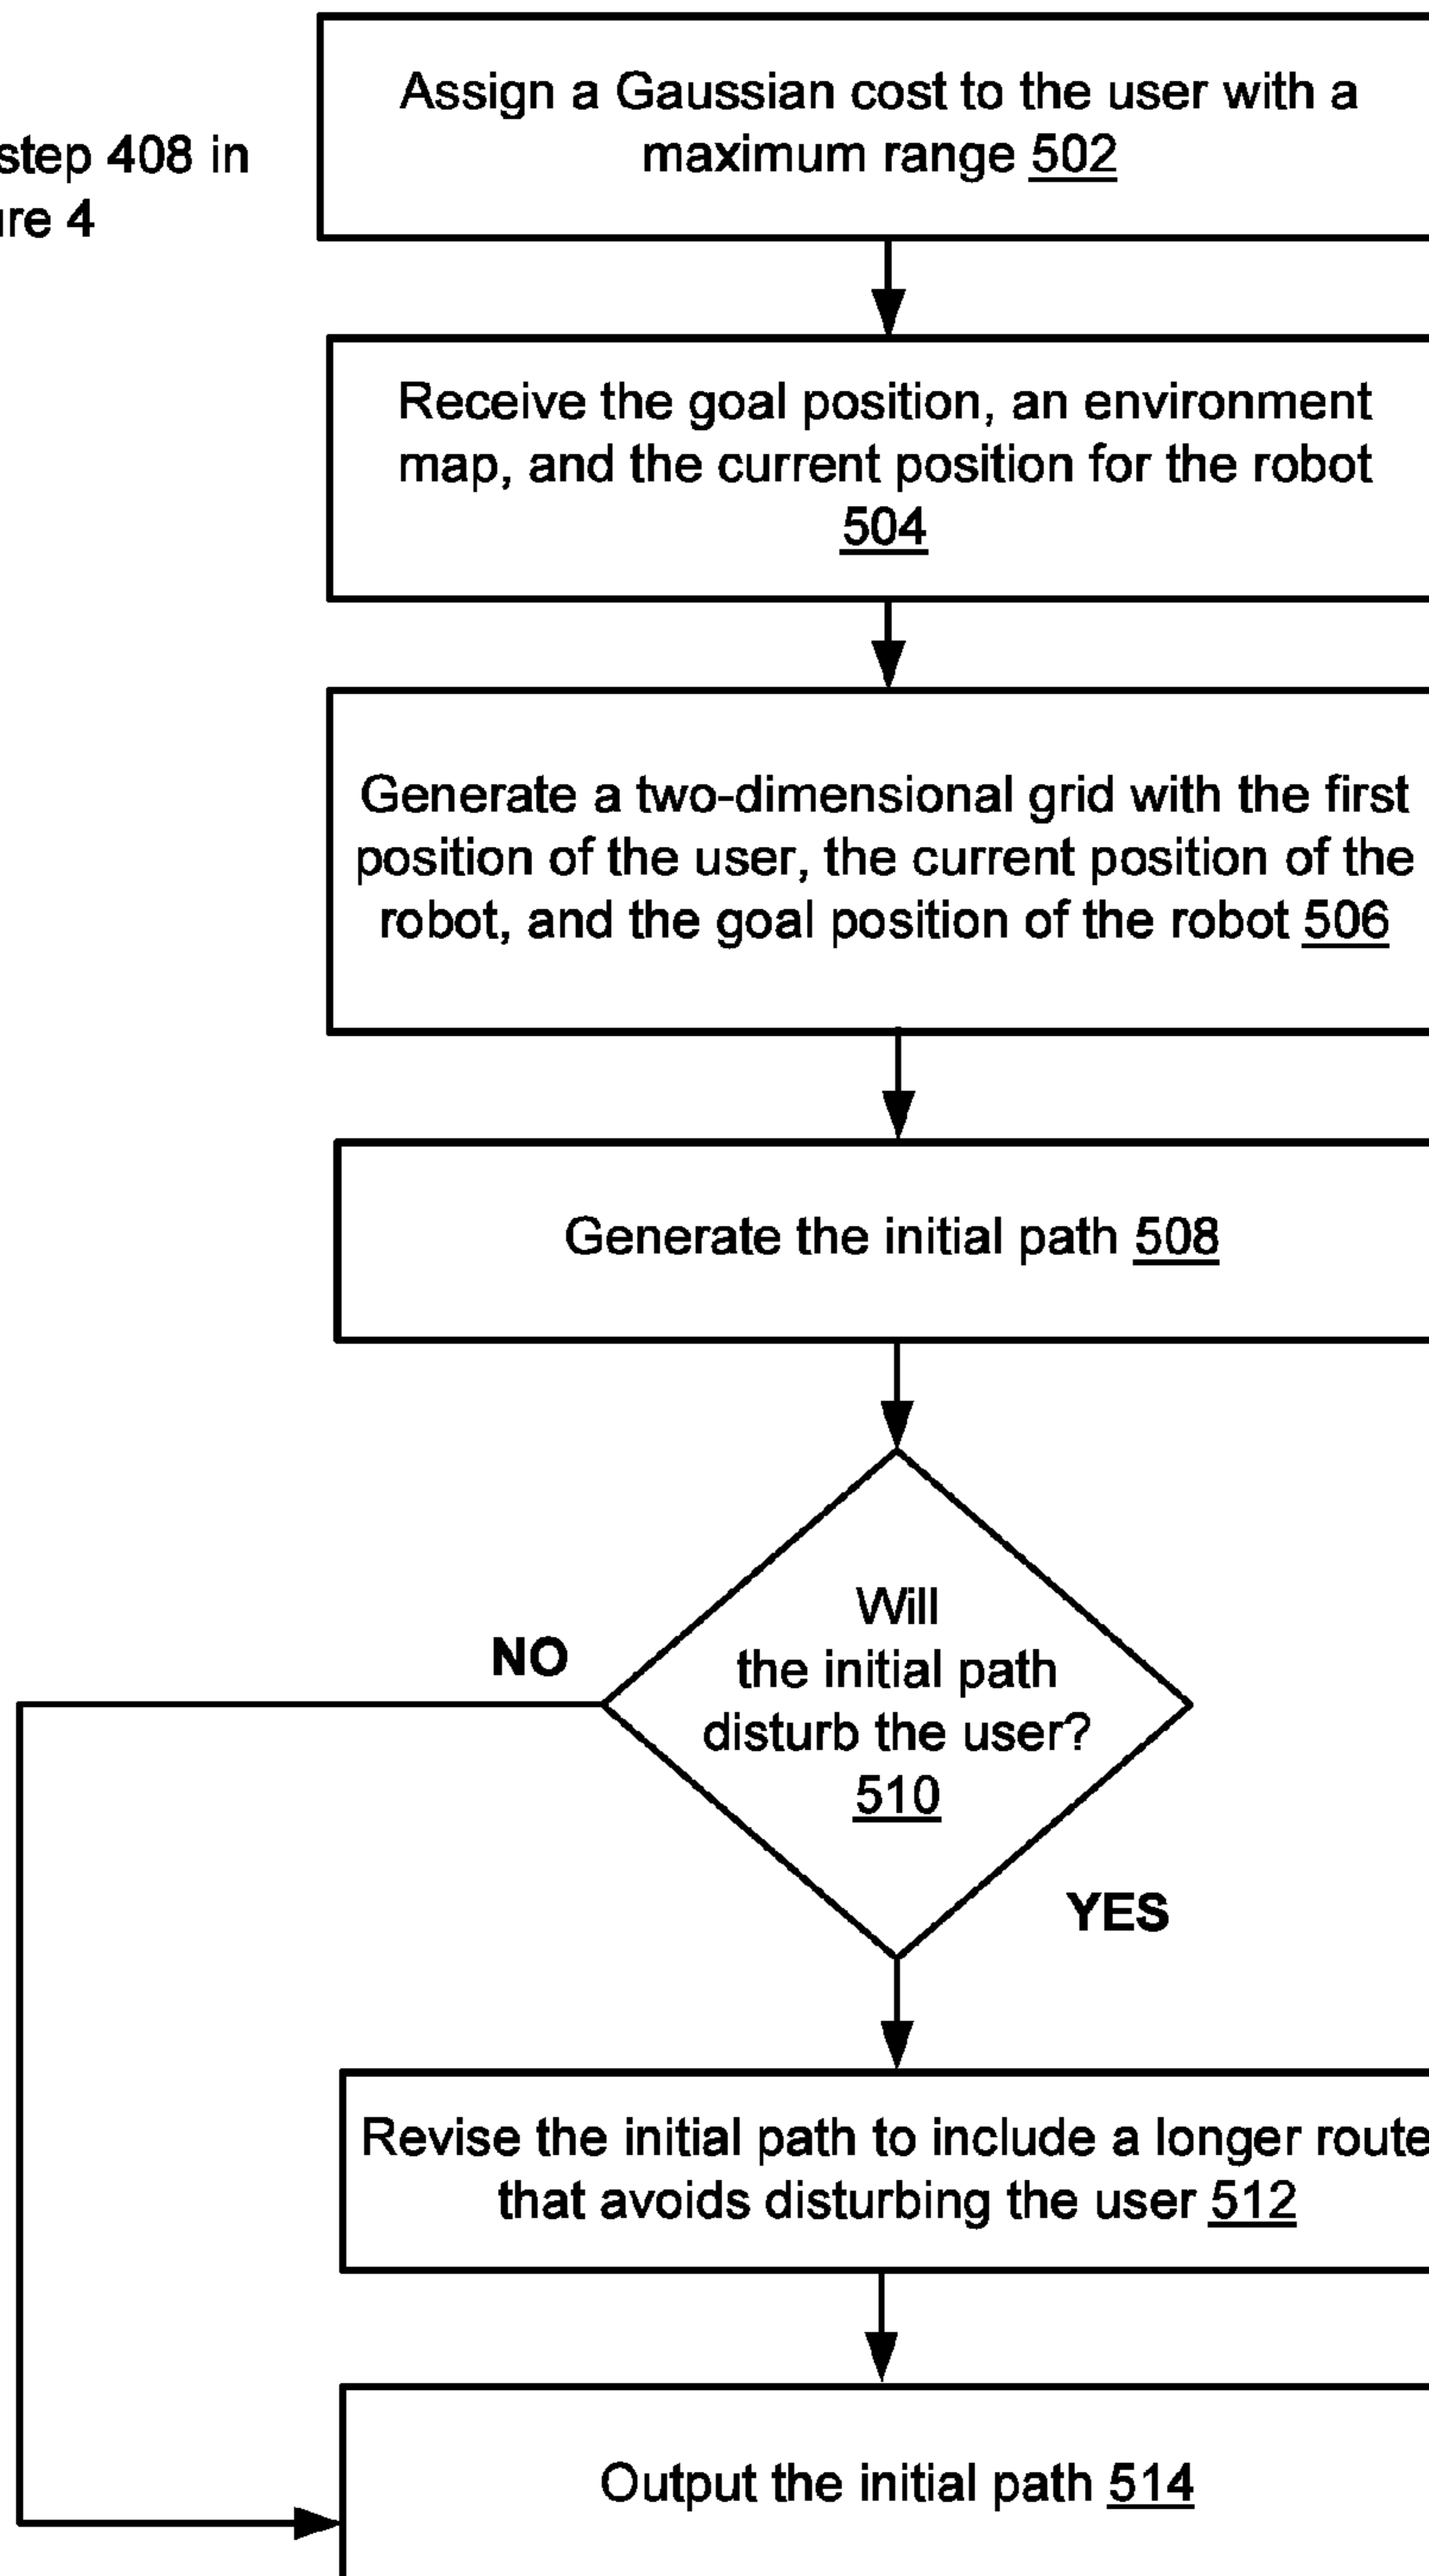 Assign a Gaussian cost to the user with a
maximum range 502
step 408 in
ure 4
Receive the goal position, an environment
map, and the current position for the robot
504
Generate a two-dimensional grid with the first
position of the user, the current position of the
robot, and the goal position of the robot 506
Generate the initial path 508
Will
the initial path
disturb the user?
510
NO
YES
Revise the initial path to include a longer route
that avoids disturbing the user 512
Output the initial path 514